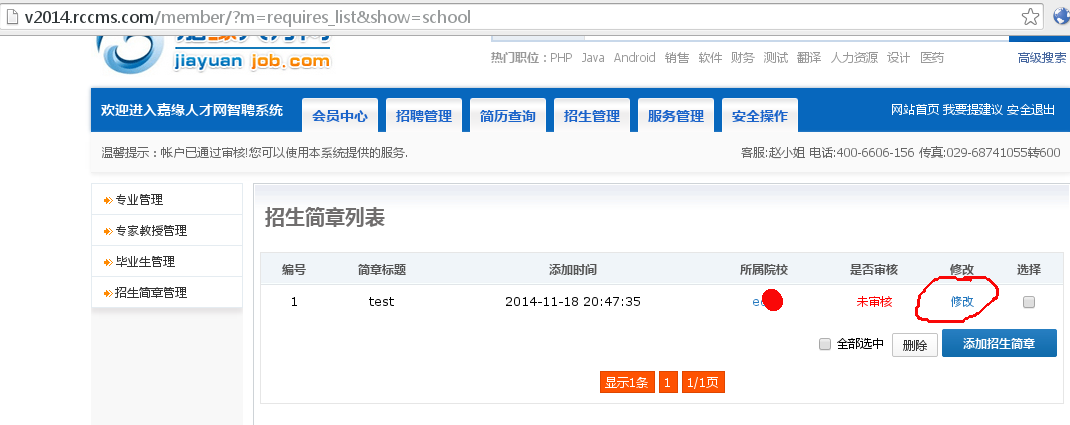 v2014.rccms.com/member/?m=requires_list&show=school
jiayuan job.com
热门职位：PHP Java Android 销售 软件 财务 测试 翻译 人力资源 设计 医药 高级搜索
欢迎进入嘉缘人才网智聘系统 会员中心 招聘管理 简历查询 招生管理 服务管理 安全操作 网站首页 我要提建议 安全退出
温馨提示：帐户已通过审核!您可以使用本系统提供的服务. 客服:赵小姐 电话:400-6606-156 传真:029-68741055转600
专业管理
专家教授管理
毕业生管理
招生简章管理
招生简章列表
编号 简章标题 添加时间 所属院校 是否审核 修改 选择
1 test 2014-11-18 20:47:35 未审核 修改
全部选中 删除 添加招生简章
显示1条 1 1/1页